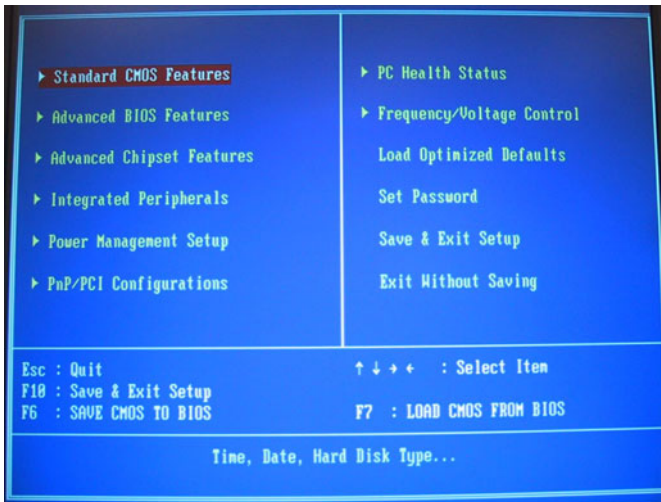 ▸ Standard CMOS Features
▸ Advanced BIOS Features
▸ Advanced Chipset Features
▸ Integrated Peripherals
▸ Power Management Setup
▸ PnP/PCI Configurations
▸ PC Health Status
▸ Frequency/Voltage Control
Load Optimized Defaults
Set Password
Save & Exit Setup
Exit Without Saving
Esc : Quit
F10 : Save & Exit Setup
F6 : SAVE CMOS TO BIOS
↑ ↓ → ← : Select Item
F7 : LOAD CMOS FROM BIOS
Time, Date, Hard Disk Type...